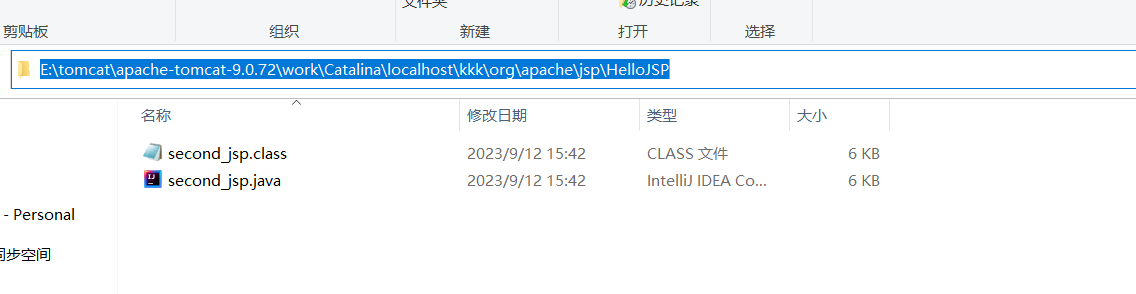 文件夹
历史记录
剪贴板
组织
新建
打开
选择
E:\tomcat\apache-tomcat-9.0.72\work\Catalina\localhost\kkk\org\apache\jsp\HelloJSP
名称 修改日期 类型 大小
second_jsp.class 2023/9/12 15:42 CLASS 文件 6 KB
second_jsp.java 2023/9/12 15:42 IntelliJ IDEA Co... 6 KB
- Personal
同步空间